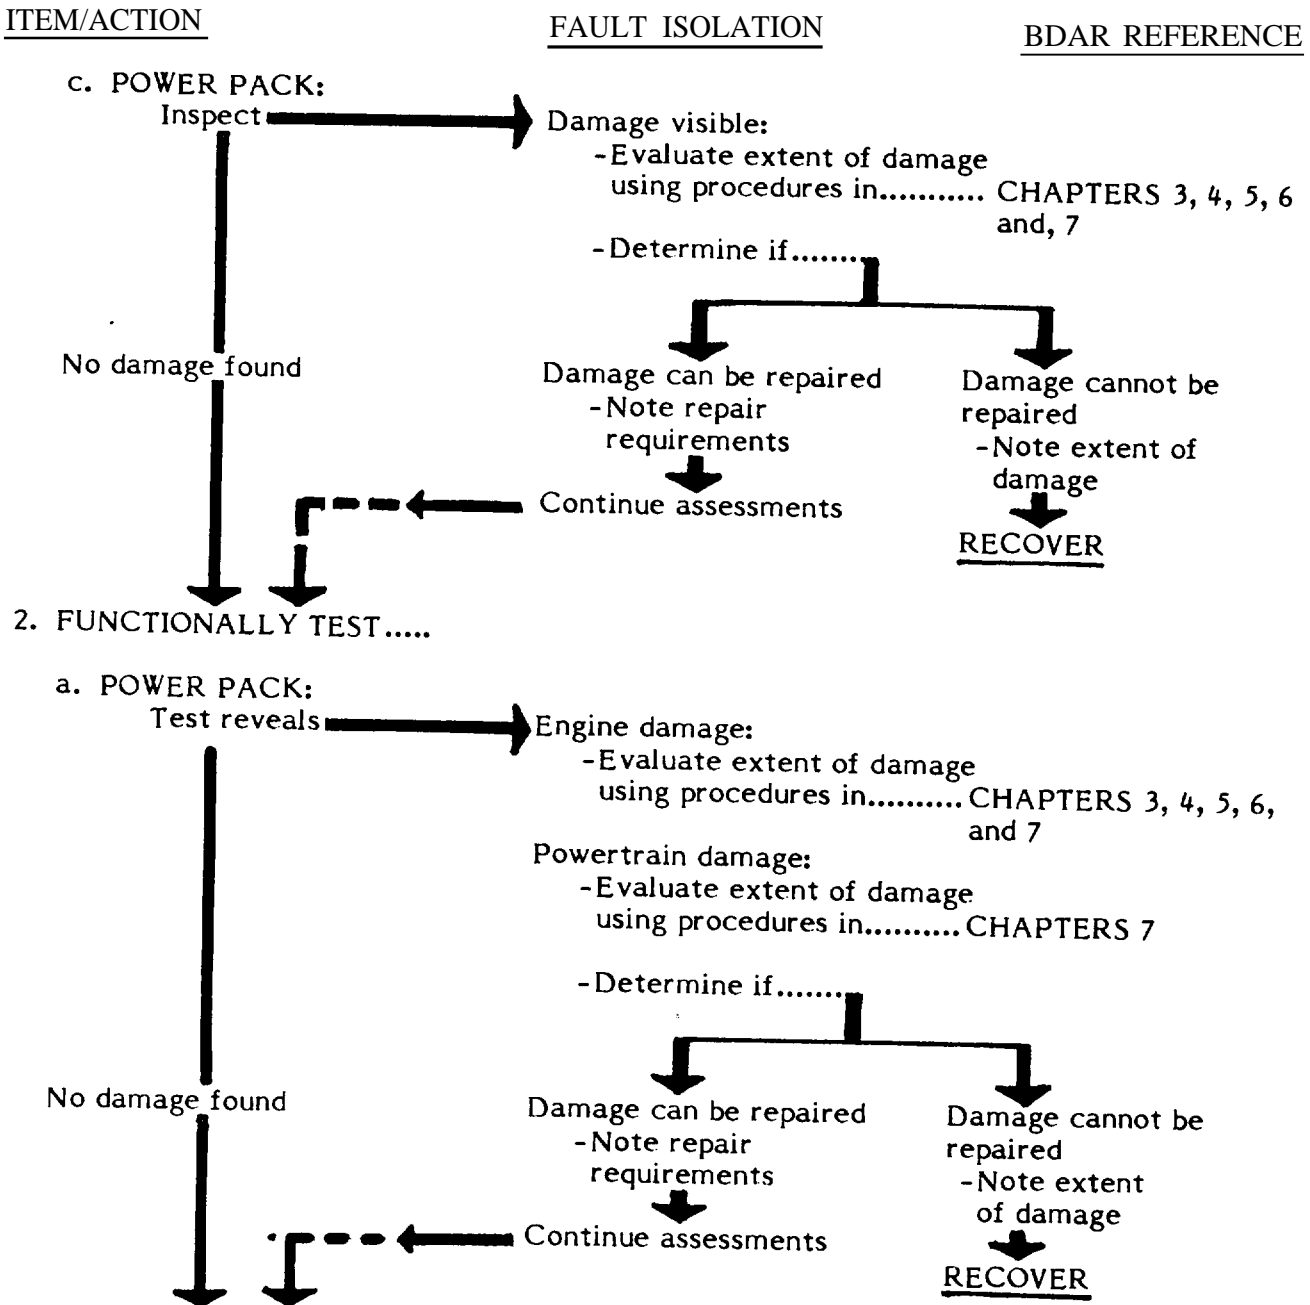 ITEM/ACTION
FAULT ISOLATION
BDAR REFERENCE
c. POWER PACK:
Inspect
Damage visible:
-Evaluate extent of damage
using procedures in........... CHAPTERS 3, 4, 5, 6
and, 7
-Determine if.........
No damage found
Damage can be repaired
-Note repair
requirements
Continue assessments
Damage cannot be
repaired
-Note extent of
damage
RECOVER
2. FUNCTIONALLY TEST.....
a. POWER PACK:
Test reveals
Engine damage:
-Evaluate extent of damage
using procedures in.......... CHAPTERS 3, 4, 5, 6,
and 7
Powertrain damage:
-Evaluate extent of damage
using procedures in.......... CHAPTERS 7
-Determine if........
No damage found
Damage can be repaired
-Note repair
requirements
Continue assessments
Damage cannot be
repaired
-Note extent
of damage
RECOVER